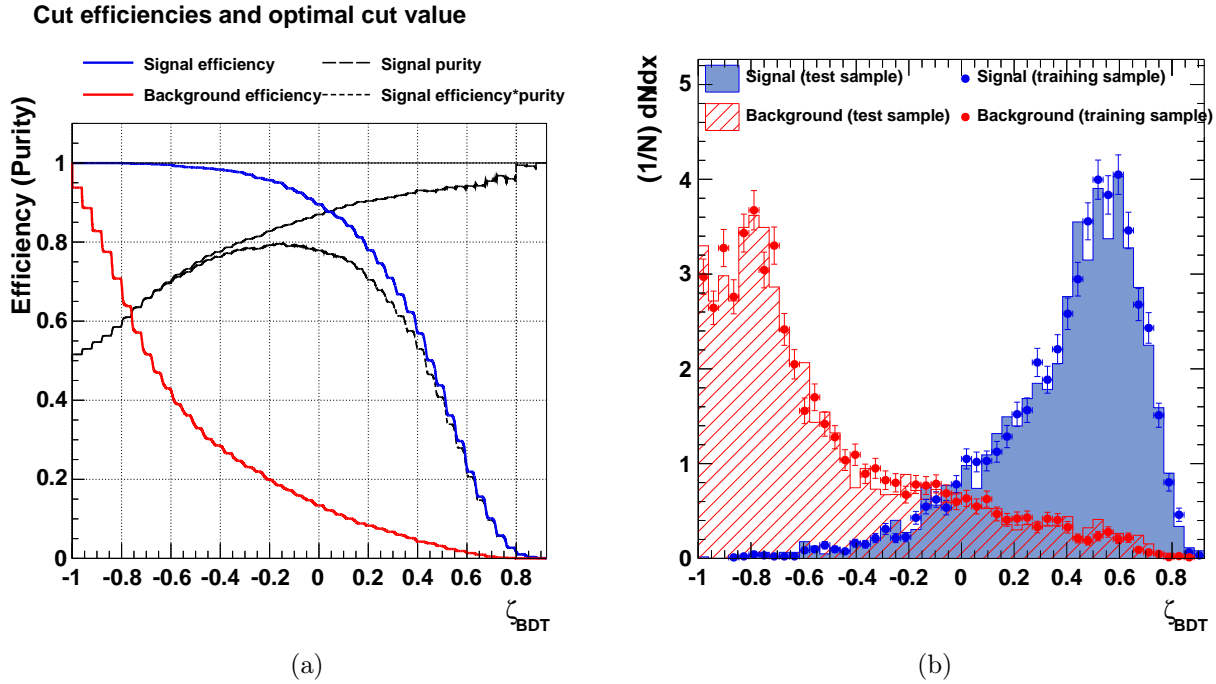 Cut efficiencies and optimal cut value
Signal efficiency
Signal purity
Background efficiency
Signal efficiency*purity
Efficiency (Purity)
1
0.8
0.6
0.4
0.2
0
-1 -0.8 -0.6 -0.4 -0.2 0 0.2 0.4 0.6 0.8
ζBDT
(a)
(1/N) dN/dx
Signal (test sample)
Signal (training sample)
Background (test sample)
Background (training sample)
5
4
3
2
1
0
-1 -0.8 -0.6 -0.4 -0.2 0 0.2 0.4 0.6 0.8
ζBDT
(b)